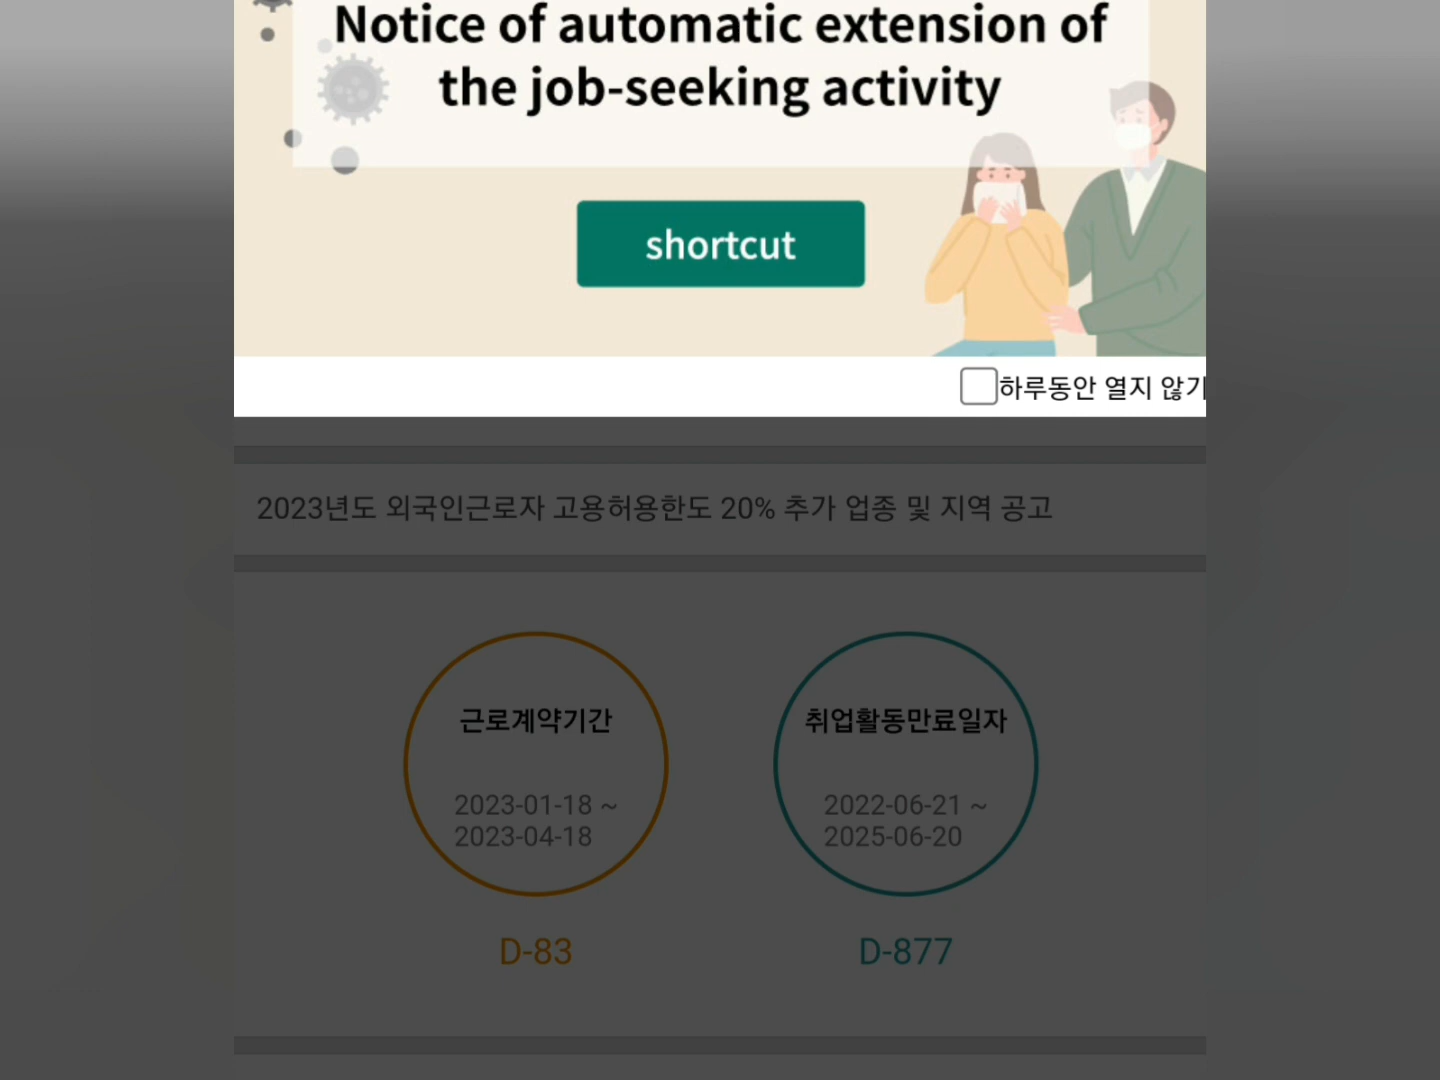 Notice of automatic extension of
the job-seeking activity
shortcut
하루동안 열지 않기
2023년도 외국인근로자 고용허용한도 20% 추가 업종 및 지역 공고
근로계약기간
2023-01-18 ~
2023-04-18
D-83
취업활동만료일자
2022-06-21 ~
2025-06-20
D-877